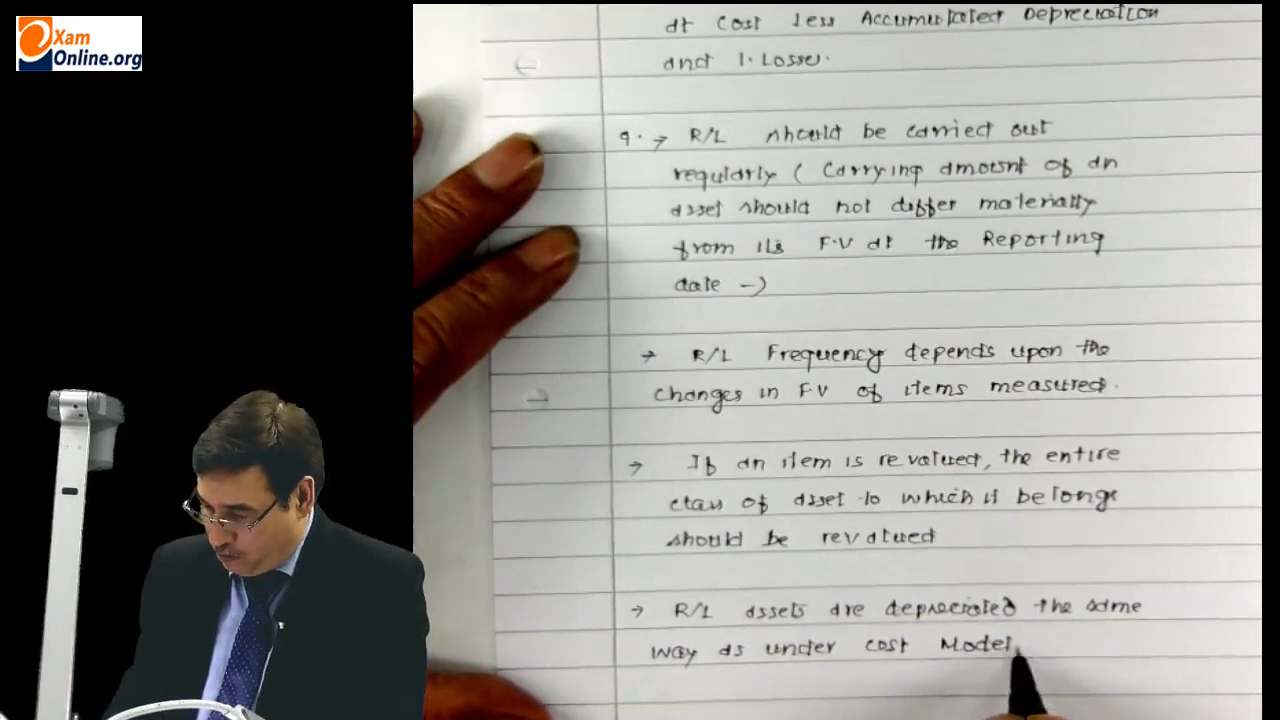 Xam
Online.org
at cost less Accumulated Depreciation
and I.Losses.
9. → R/L should be carried out
regularly ( Carrying amount of an
asset should not differ materially
from its F.V at the Reporting
date -)
→ R/L Frequency depends upon the
changes in FV of items measured.
→ If an item is revalued, the entire
class of asset to which it belongs
should be revalued
→ R/L assets are depreciated the same
way as under cost Model